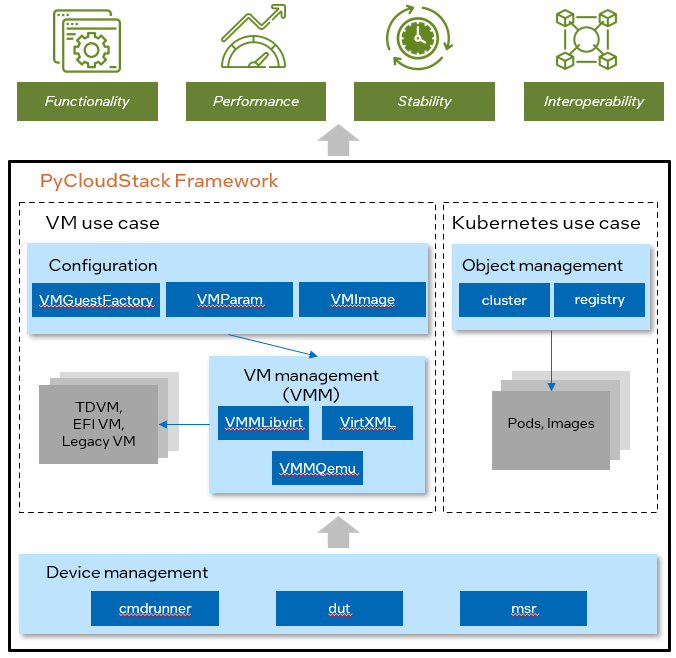 Functionality
Performance
Stability
Interoperability
PyCloudStack Framework
VM use case
Configuration
VMGuestFactory
VMParam
VMImage
VM management
(VMM)
VMMLibvirt
VirtXML
VMMQemu
TDVM,
EFI VM,
Legacy VM
Kubernetes use case
Object management
cluster
registry
Pods, Images
Device management
cmdrunner
dut
msr